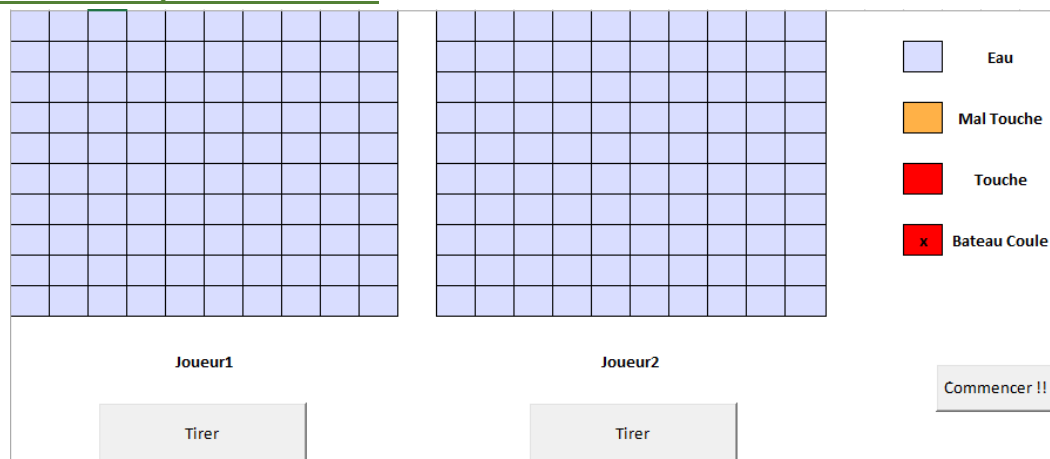 Eau
Mal Touche
Touche
x Bateau Coule
Joueur1 Joueur2
Commencer !!
Tirer Tirer